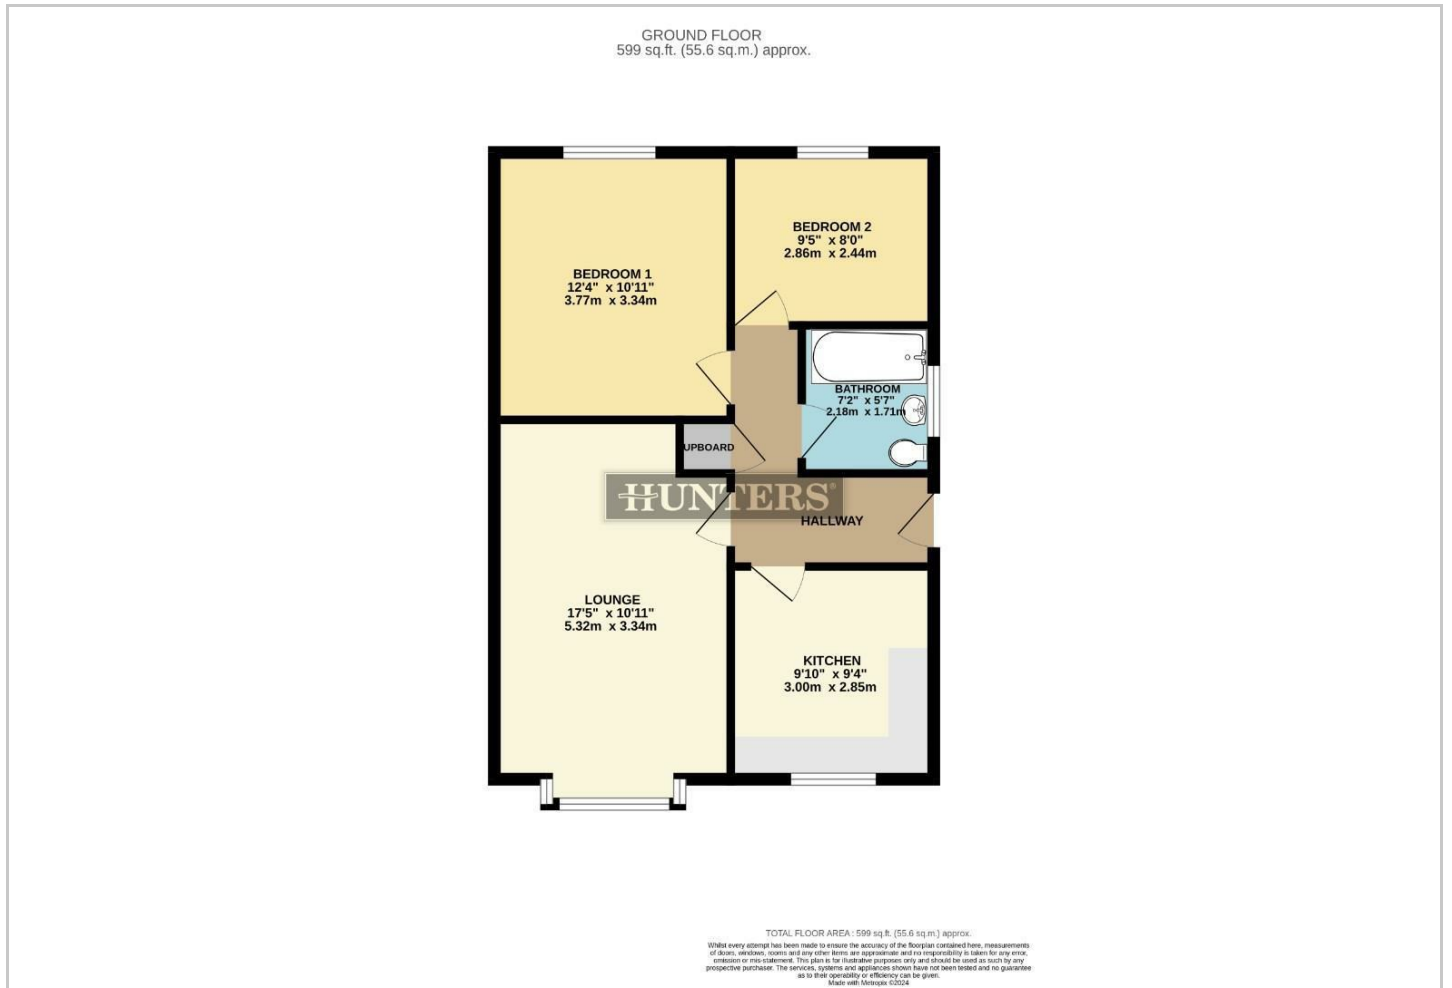 GROUND FLOOR
599 sq.ft. (55.6 sq.m.) approx.
BEDROOM 1
12'4" x 10'11"
3.77m x 3.34m
BEDROOM 2
9'5" x 8'0"
2.86m x 2.44m
BATHROOM
7'2" x 5'7"
2.18m x 1.71m
UPBOARD
HUNTERS®
HALLWAY
LOUNGE
17'5" x 10'11"
5.32m x 3.34m
KITCHEN
9'10" x 9'4"
3.00m x 2.85m
TOTAL FLOOR AREA : 599 sq.ft. (55.6 sq.m.) approx.
Whilst every attempt has been made to ensure the accuracy of the floorplan contained here, measurements
of doors, windows, rooms and any other items are approximate and no responsibility is taken for any error,
omission or mis-statement. This plan is for illustrative purposes only and should be used as such by any
prospective purchaser. The services, systems and appliances shown have not been tested and no guarantee
as to their operability or efficiency can be given.
Made with Metropix ©2024